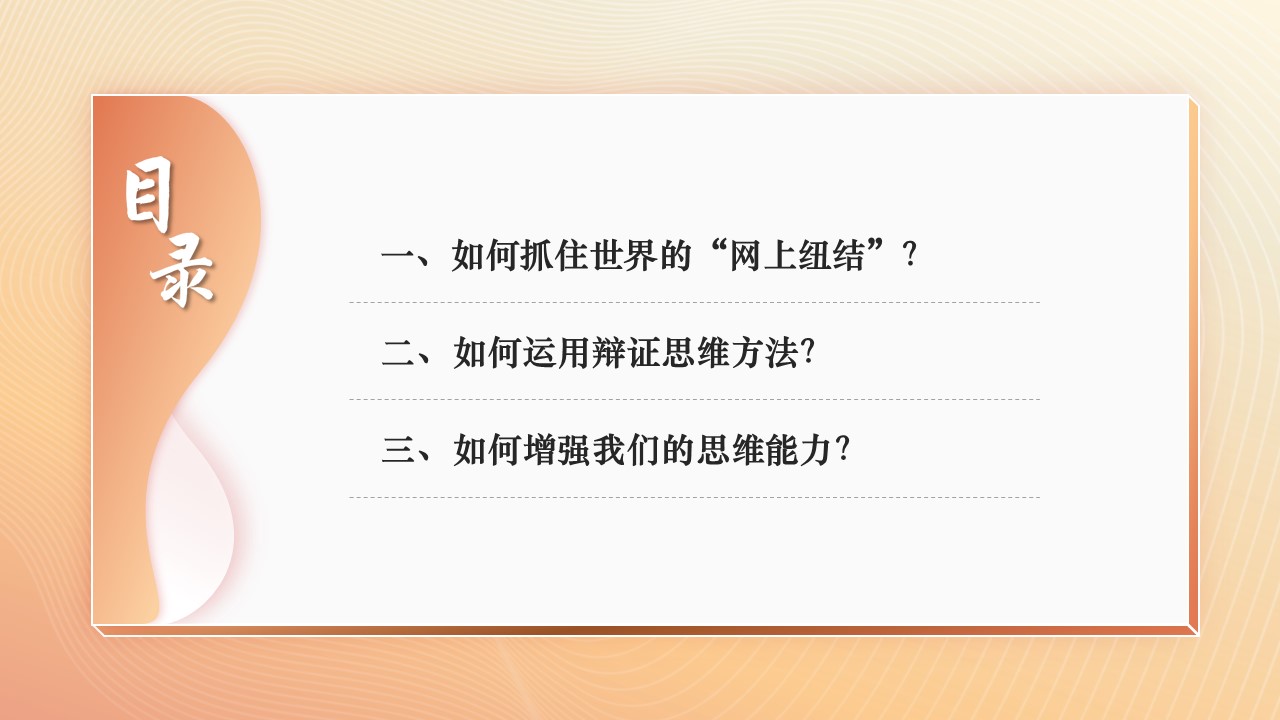 目录
一、如何抓住世界的“网上纽结”？
二、如何运用辩证思维方法？
三、如何增强我们的思维能力？